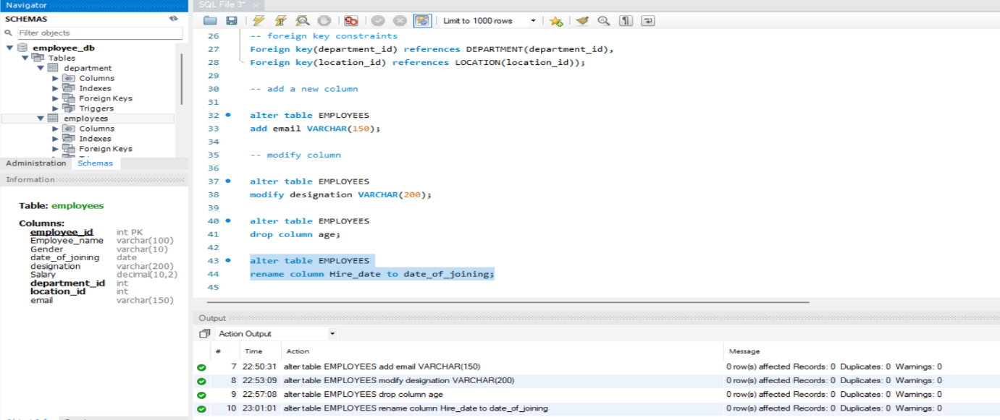 Navigator
SQL File 3*
SCHEMAS
Filter objects
employee_db
Tables
department
Columns
Indexes
Foreign Keys
Triggers
employees
Columns
Indexes
Foreign Keys
Administration Schemas
Information
Table: employees
Columns:
employee_id int PK
Employee_name varchar(100)
Gender varchar(10)
date_of_joining date
designation varchar(200)
Salary decimal(10,2)
department_id int
location_id int
email varchar(150)
Limit to 1000 rows
26 -- foreign key constraints
27 Foreign key(department_id) references DEPARTMENT(department_id),
28 Foreign key(location_id) references LOCATION(location_id));
29
30 -- add a new column
31
32 alter table EMPLOYEES
33 add email VARCHAR(150);
34
35 -- modify column
36
37 alter table EMPLOYEES
38 modify designation VARCHAR(200);
39
40 alter table EMPLOYEES
41 drop column age;
42
43 alter table EMPLOYEES
44 rename column Hire_date to date_of_joining;
45
Output
Action Output
# Time Action Message
7 22:50:31 alter table EMPLOYEES add email VARCHAR(150) 0 row(s) affected Records: 0 Duplicates: 0 Warnings: 0
8 22:53:09 alter table EMPLOYEES modify designation VARCHAR(200) 0 row(s) affected Records: 0 Duplicates: 0 Warnings: 0
9 22:57:08 alter table EMPLOYEES drop column age 0 row(s) affected Records: 0 Duplicates: 0 Warnings: 0
10 23:01:01 alter table EMPLOYEES rename column Hire_date to date_of_joining 0 row(s) affected Records: 0 Duplicates: 0 Warnings: 0